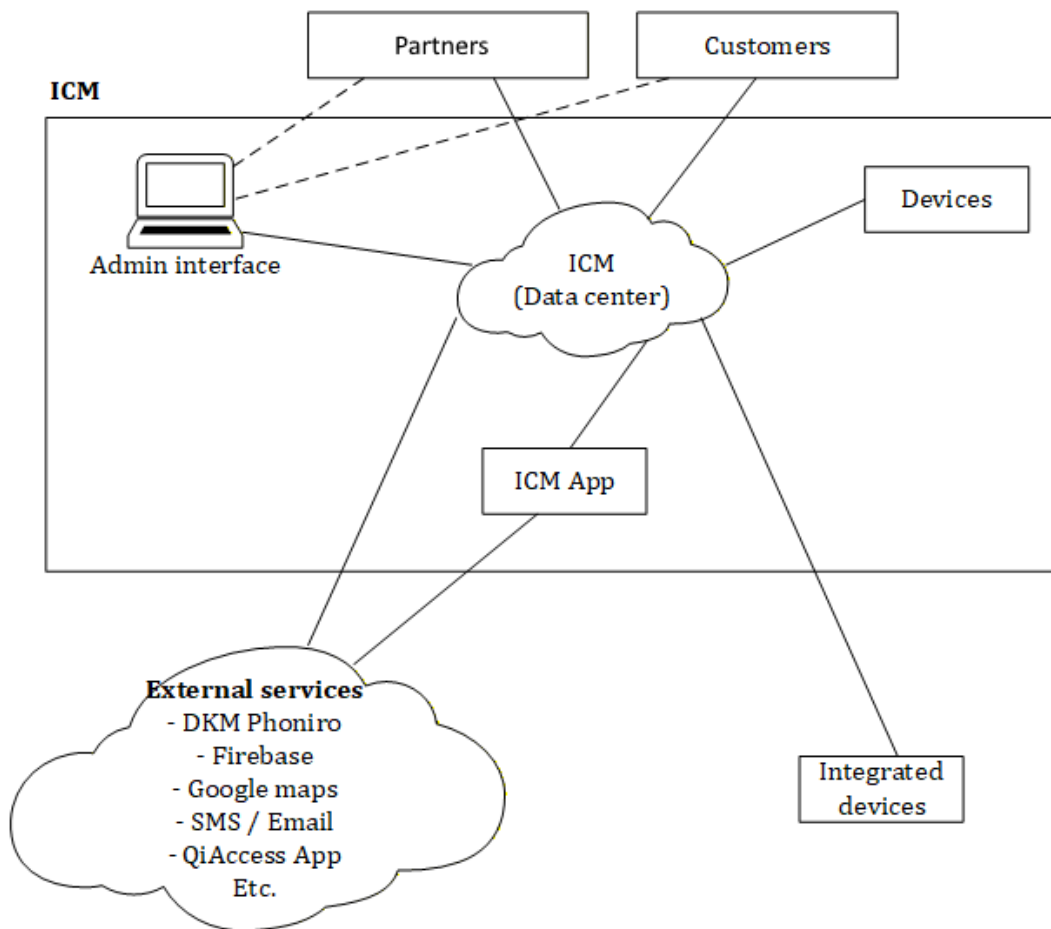 Partners
Customers
ICM
Devices
Admin interface
ICM
(Data center)
ICM App
External services
- DKM Phoniro
- Firebase
- Google maps
- SMS / Email
- QiAccess App
Etc.
Integrated
devices